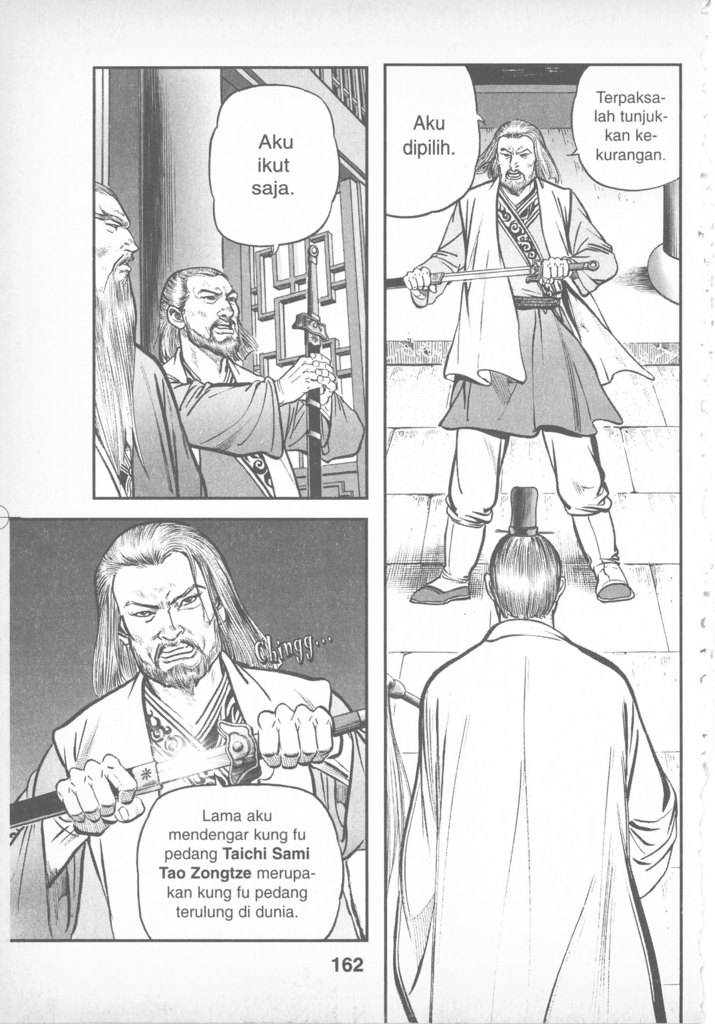 Aku
ikut
saja.
Chingg...
Lama aku
mendengar kung fu
pedang Taichi Sami
Tao Zongtze merupa-
kan kung fu pedang
terulung di dunia.
Aku
dipilih.
Terpaksa-
lah tunjuk-
kan ke-
kurangan.
162